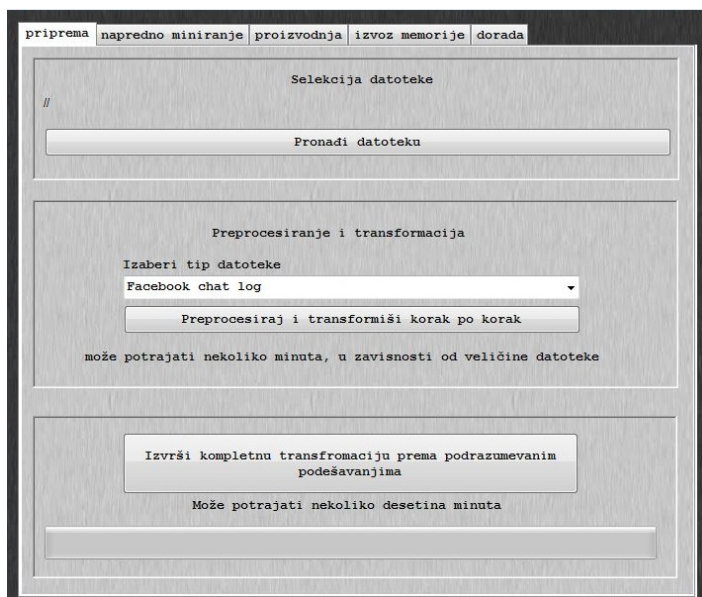 priprema napredno miniranje proizvodnja izvoz memorije dorada
Selekcija datoteke
//
Pronađi datoteku
Preprocesiranje i transformacija
Izaberi tip datoteke
Facebook chat log
Preprocesiraj i transformiši korak po korak
može potrajati nekoliko minuta, u zavisnosti od veličine datoteke
Izvrši kompletnu transfromaciju prema podrazumevanim
podešavanjima
Može potrajati nekoliko desetina minuta